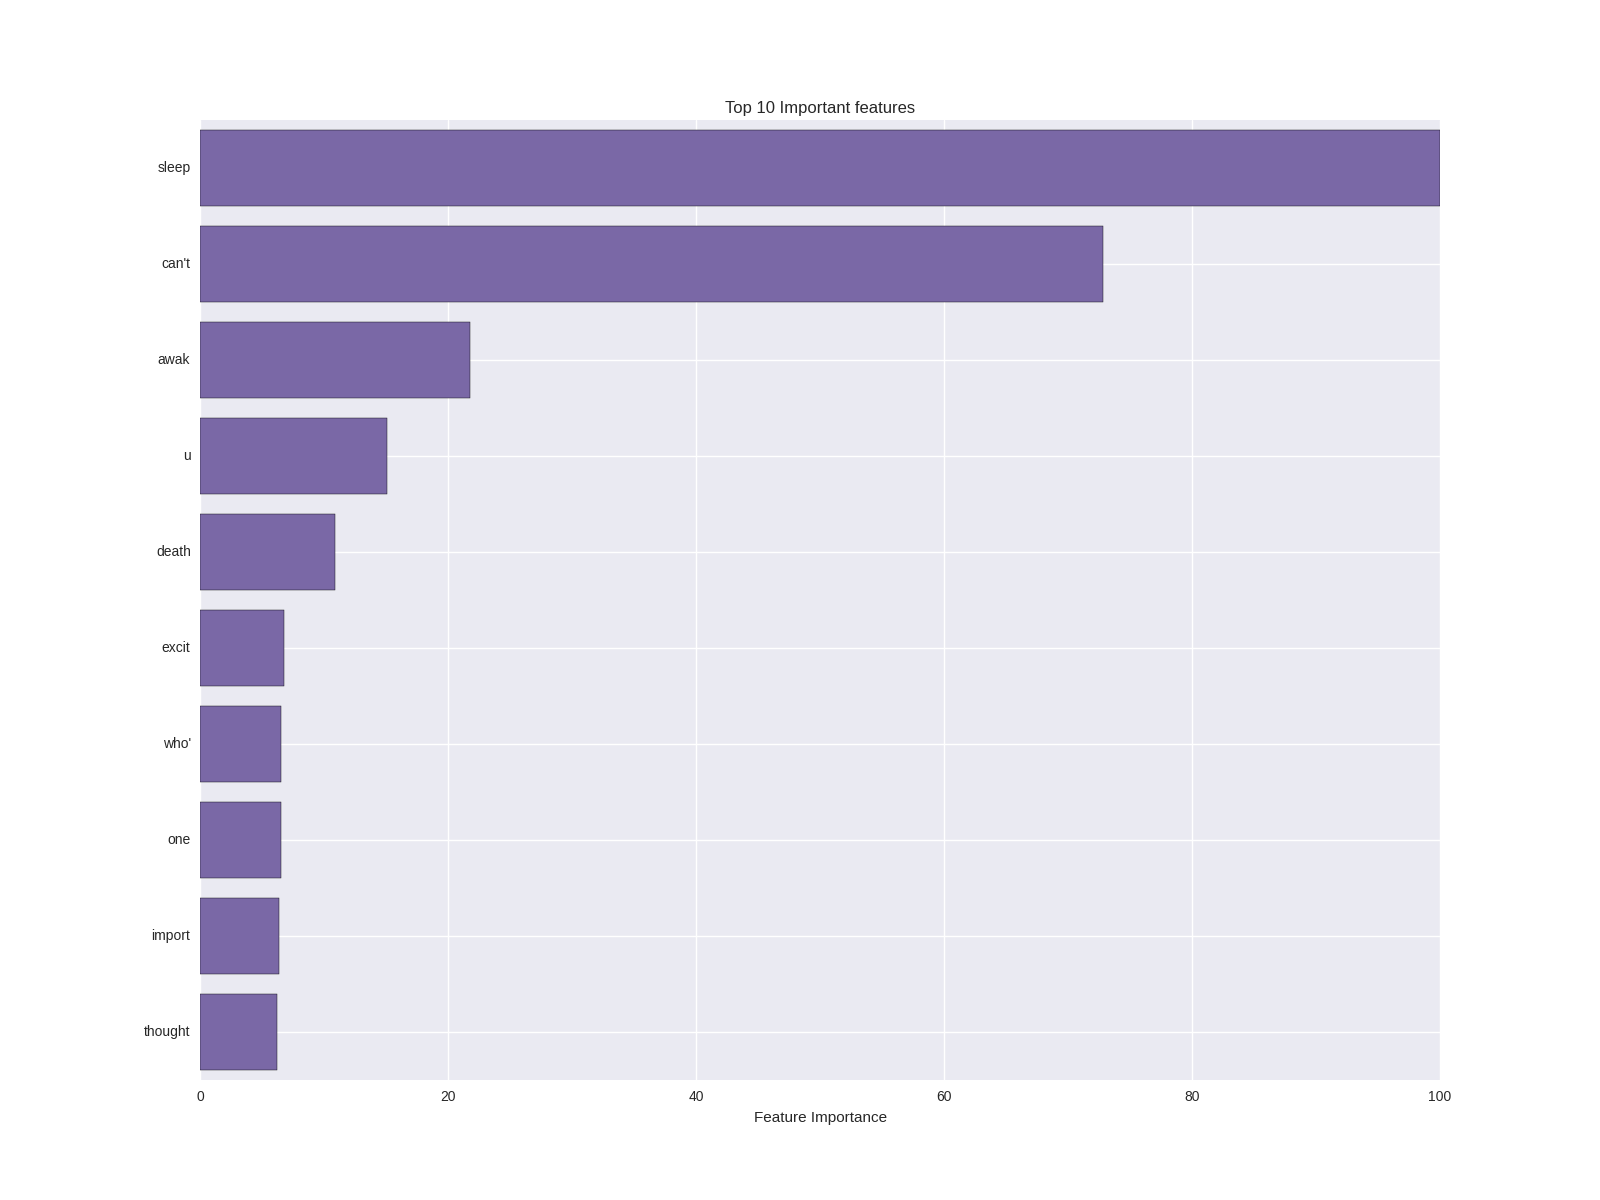 Top 10 Important features
sleep
can't
awak
u
death
excit
who'
one
import
thought
0 20 40 60 80 100
Feature Importance